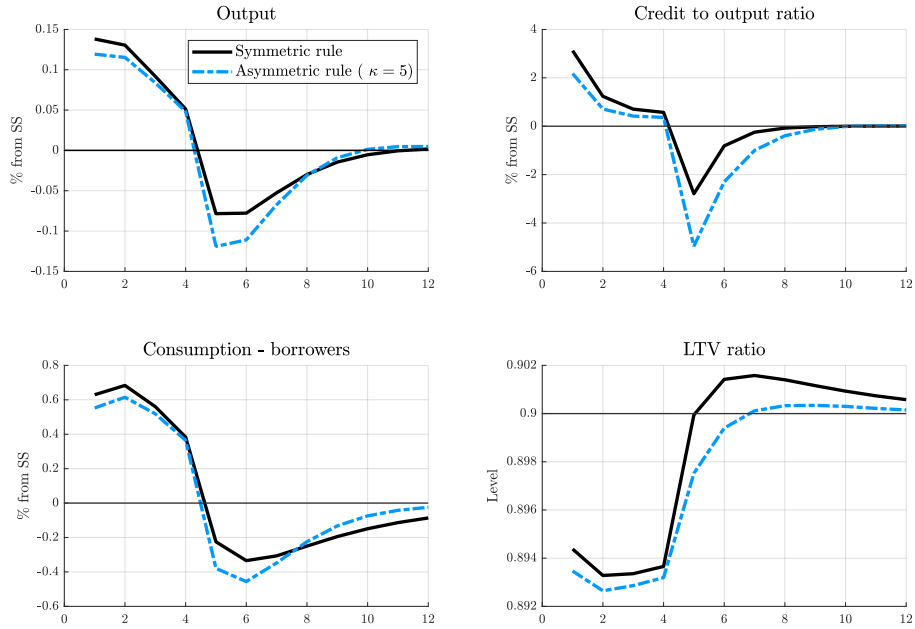 Output
0.15
0.1
0.05
0
-0.05
-0.1
0.15
% from SS
0 2 4 6 8 10 12
Symmetric rule
Asymmetric rule ( κ = 5)
Credit to output ratio
4
2
0
-2
-4
-6
% from SS
0 2 4 6 8 10 12
Consumption - borrowers
0.8
0.6
0.4
0.2
0
-0.2
-0.4
-0.6
% from SS
0 2 4 6 8 10 12
LTV ratio
0.902
0.9
0.898
0.896
0.894
0.892
Level
0 2 4 6 8 10 12